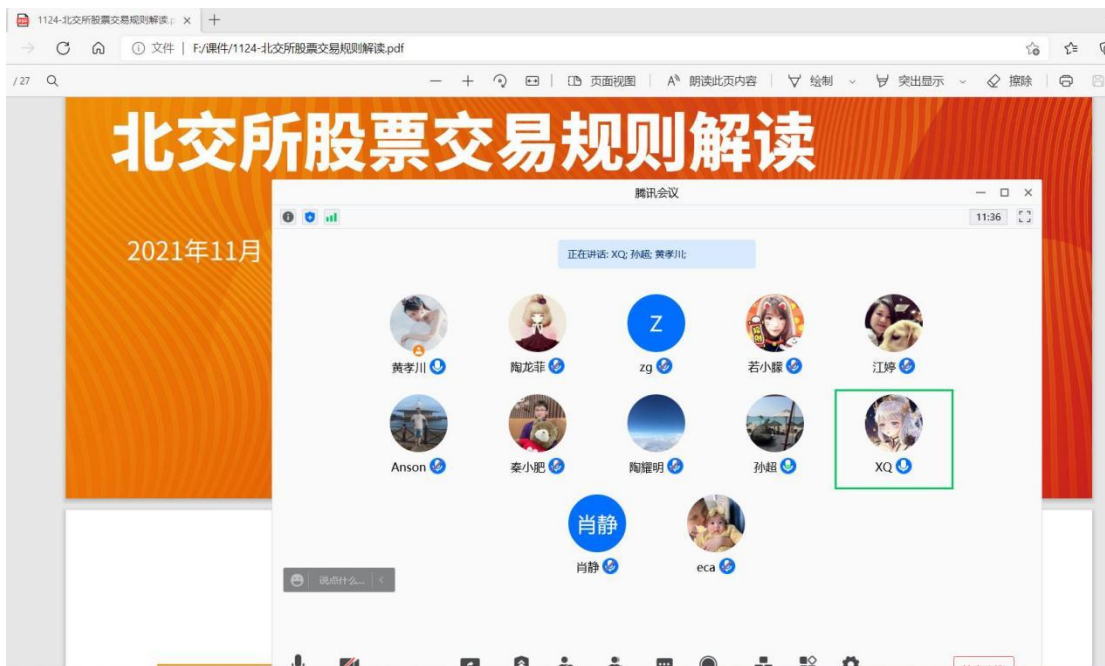 1124-北交所股票交易规则解读.p
文件 | F:/课件/1124-北交所股票交易规则解读.pdf
/ 27
页面视图 朗读此页内容 绘制 突出显示 擦除
北交所股票交易规则解读
2021年11月
腾讯会议
11:36
正在讲话: XQ; 孙超; 黄孝川;
Z
黄孝川 陶龙菲 zg 若小朦 江婷
Anson 秦小肥 陶耀明 孙超 XQ
肖静
肖静 eca
说点什么...